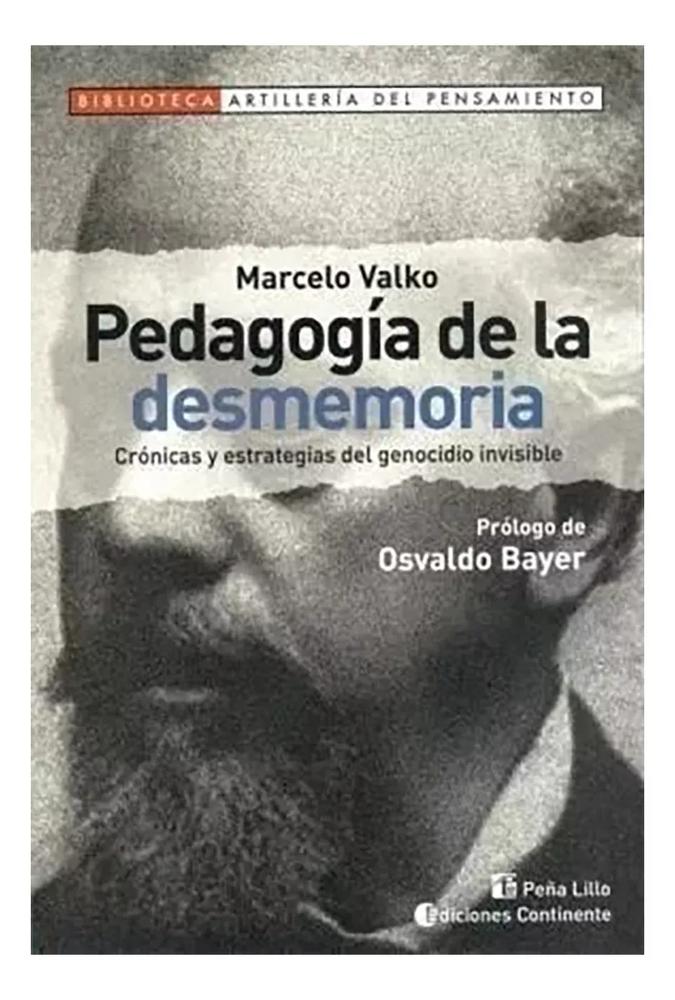 BIBLIOTECA ARTILLERÍA DEL PENSAMIENTO
Marcelo Valko
Pedagogía de la
desmemoria
Crónicas y estrategias del genocidio invisible
Prólogo de
Osvaldo Bayer
Peña Lillo
Ediciones Continente